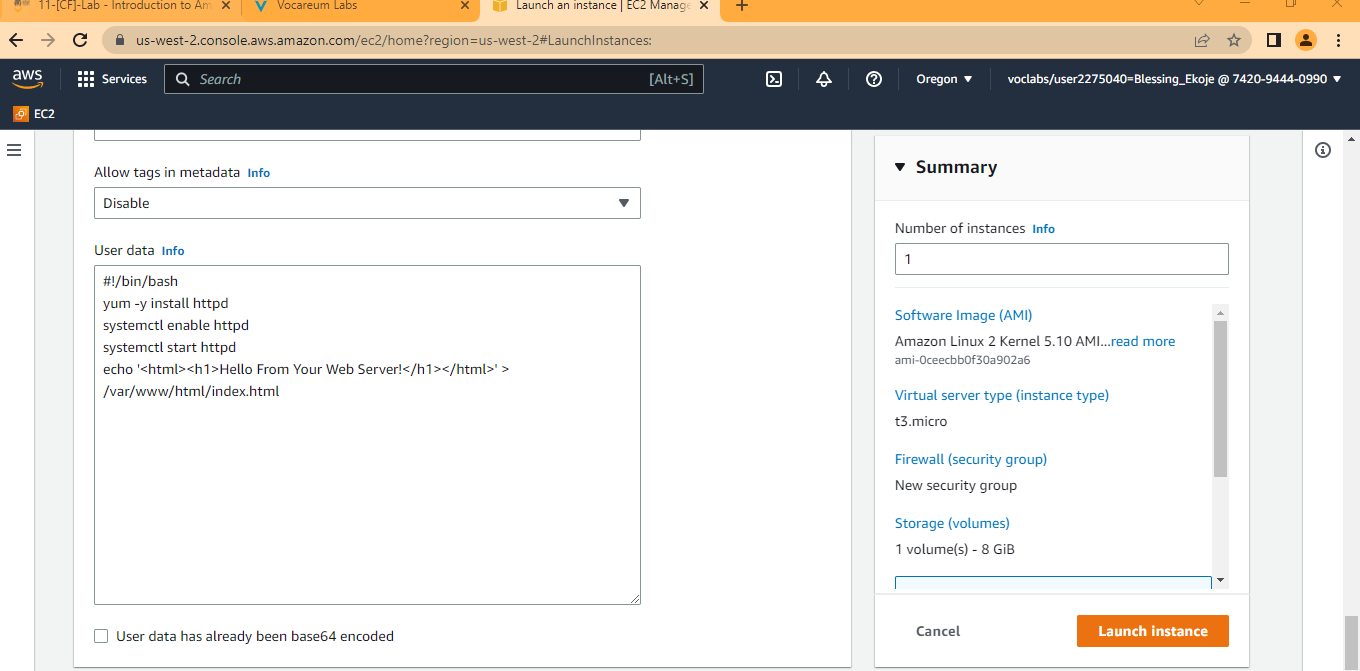 11-[CF]-Lab - Introduction to Am
Vocareum Labs
Launch an instance | EC2 Manage
us-west-2.console.aws.amazon.com/ec2/home?region=us-west-2#LaunchInstances:
aws
Services
Search
[Alt+S]
Oregon
voclabs/user2275040=Blessing_Ekoje @ 7420-9444-0990
EC2
Allow tags in metadata Info
Disable
User data Info
#!/bin/bash
yum -y install httpd
systemctl enable httpd
systemctl start httpd
echo '<html><h1>Hello From Your Web Server!</h1></html>' >
/var/www/html/index.html
User data has already been base64 encoded
Summary
Number of instances Info
1
Software Image (AMI)
Amazon Linux 2 Kernel 5.10 AMI...read more
ami-0ceecbb0f30a902a6
Virtual server type (instance type)
t3.micro
Firewall (security group)
New security group
Storage (volumes)
1 volume(s) - 8 GiB
Cancel
Launch instance